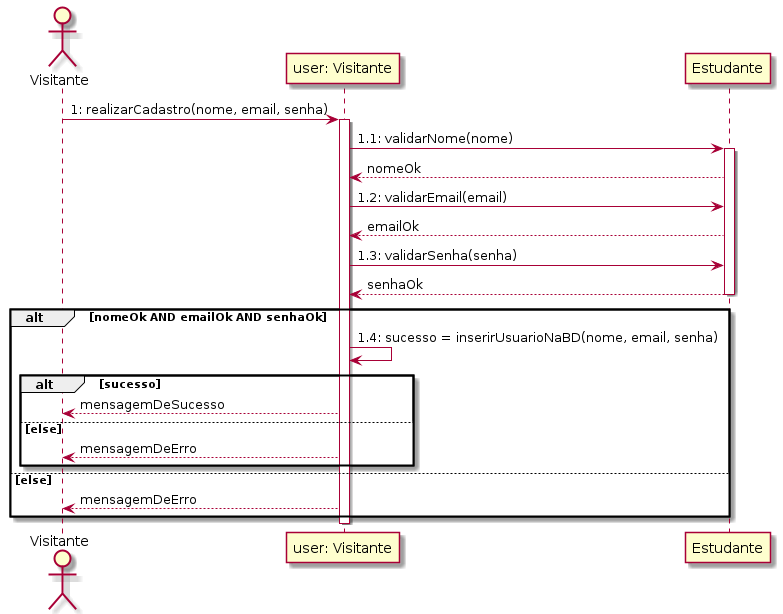 Visitante
user: Visitante
Estudante
1: realizarCadastro(nome, email, senha)
1.1: validarNome(nome)
nomeOk
1.2: validarEmail(email)
emailOk
1.3: validarSenha(senha)
senhaOk
alt [nomeOk AND emailOk AND senhaOk]
1.4: sucesso = inserirUsuarioNaBD(nome, email, senha)
alt [sucesso]
mensagemDeSucesso
[else]
mensagemDeErro
[else]
mensagemDeErro
Visitante
user: Visitante
Estudante